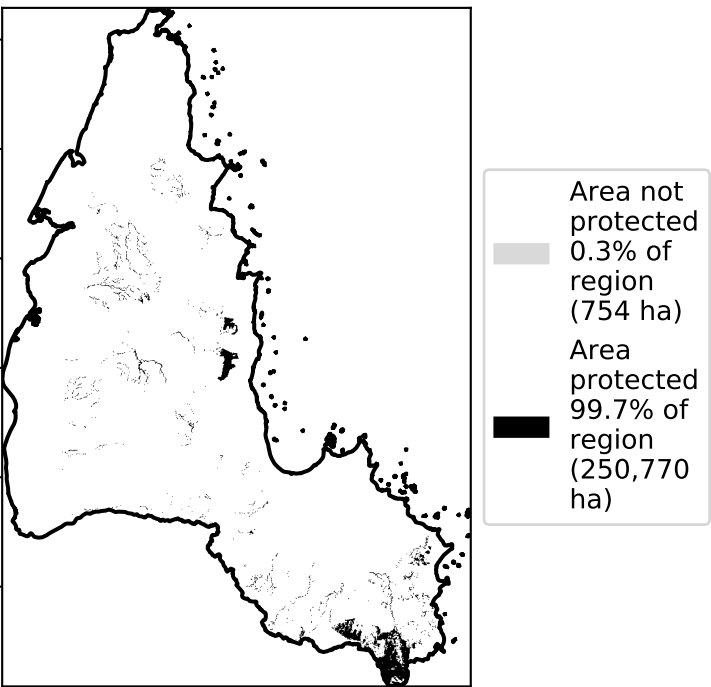 Area not
protected
0.3% of
region
(754 ha)
Area
protected
99.7% of
region
(250,770
ha)